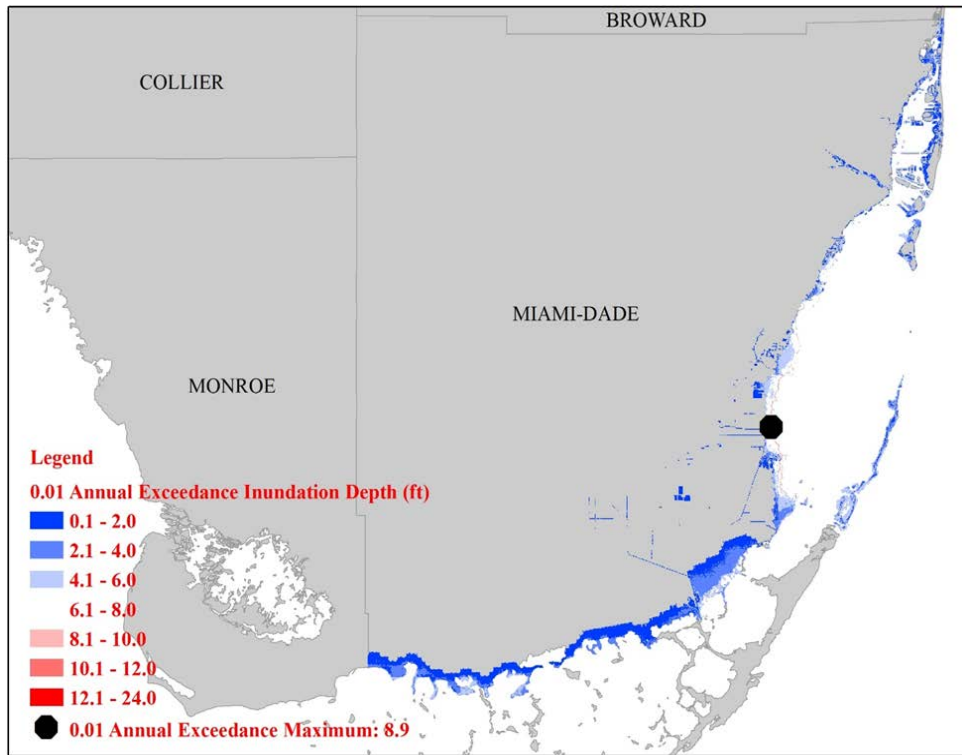 BROWARD
COLLIER
MIAMI-DADE
MONROE
Legend
0.01 Annual Exceedance Inundation Depth (ft)
0.1 - 2.0
2.1 - 4.0
4.1 - 6.0
6.1 - 8.0
8.1 - 10.0
10.1 - 12.0
12.1 - 24.0
0.01 Annual Exceedance Maximum: 8.9